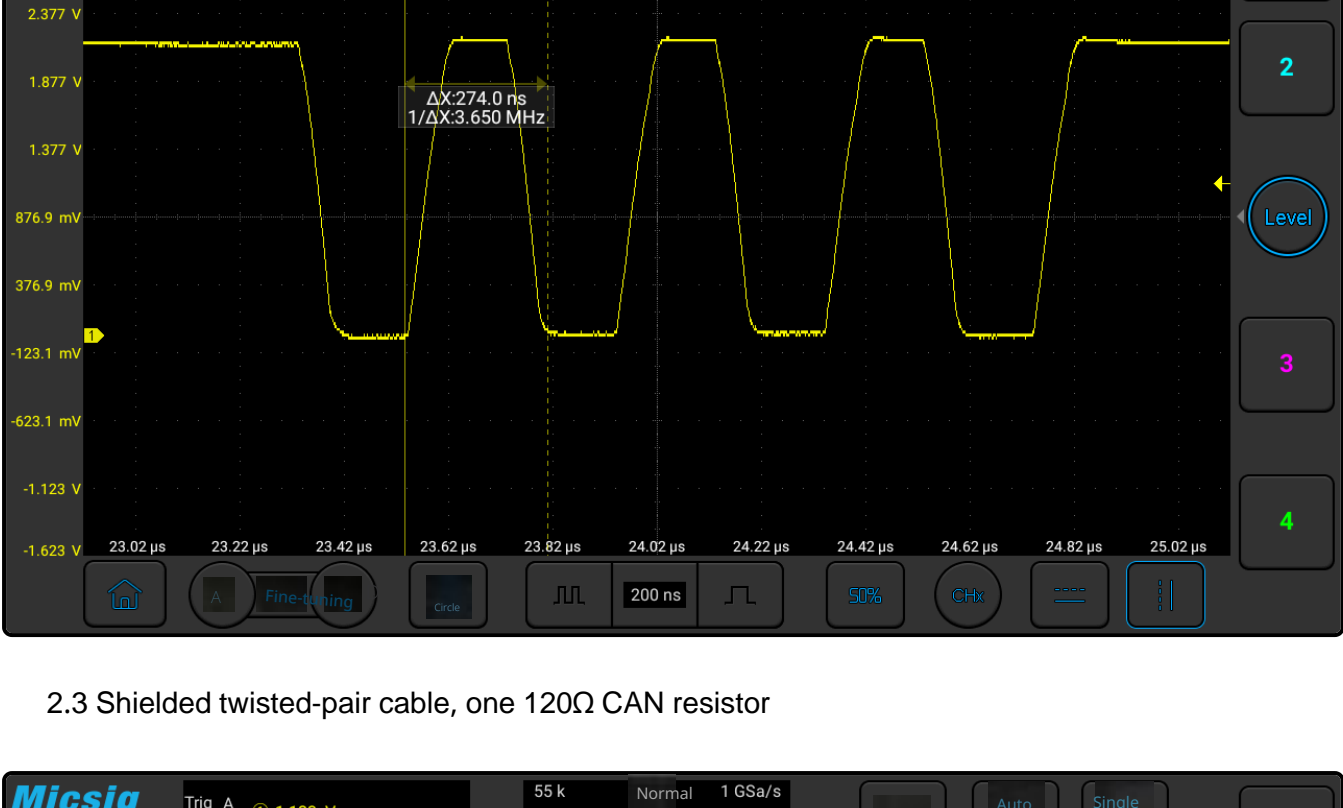 2.377 V
1.877 V
2
ΔX:274.0 ns
1/ΔX:3.650 MHz
1.377 V
876.9 mV
Level
376.9 mV
1
-123.1 mV
3
-623.1 mV
-1.123 V
4
-1.623 V
23.02 µs 23.22 µs 23.42 µs 23.62 µs 23.82 µs 24.02 µs 24.22 µs 24.42 µs 24.62 µs 24.82 µs 25.02 µs
A Fine-tuning Circle 200 ns 50% CHx
2.3 Shielded twisted-pair cable, one 120Ω CAN resistor
Micsig Trig A 55 k Normal 1 GSa/s Auto Single